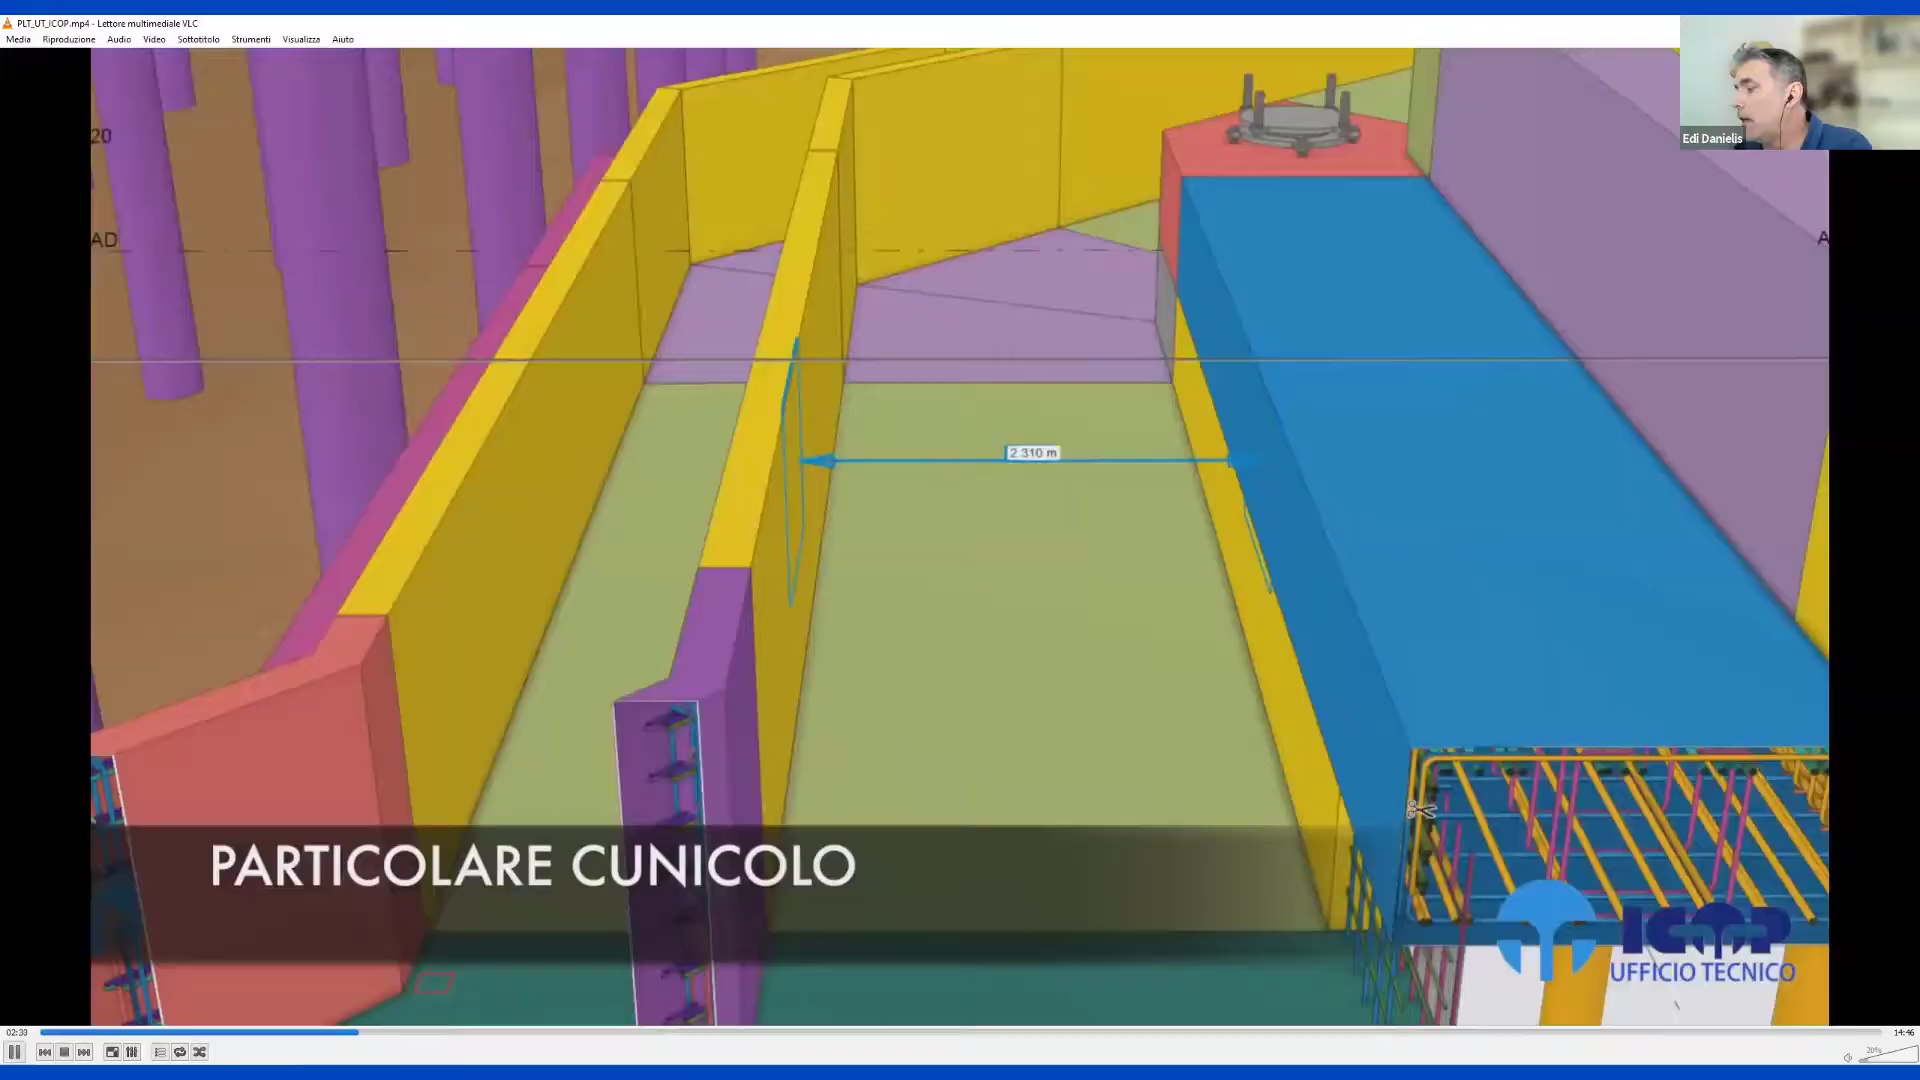 PLT_UT_ICOP.mp4 - Lettore multimediale VLC
Media Riproduzione Audio Video Sottotitolo Strumenti Visualizza Aiuto
Edi Danielis
20
AD
A
2.310 m
PARTICOLARE CUNICOLO
ICOP
UFFICIO TECNICO
02:33
14:46
20%